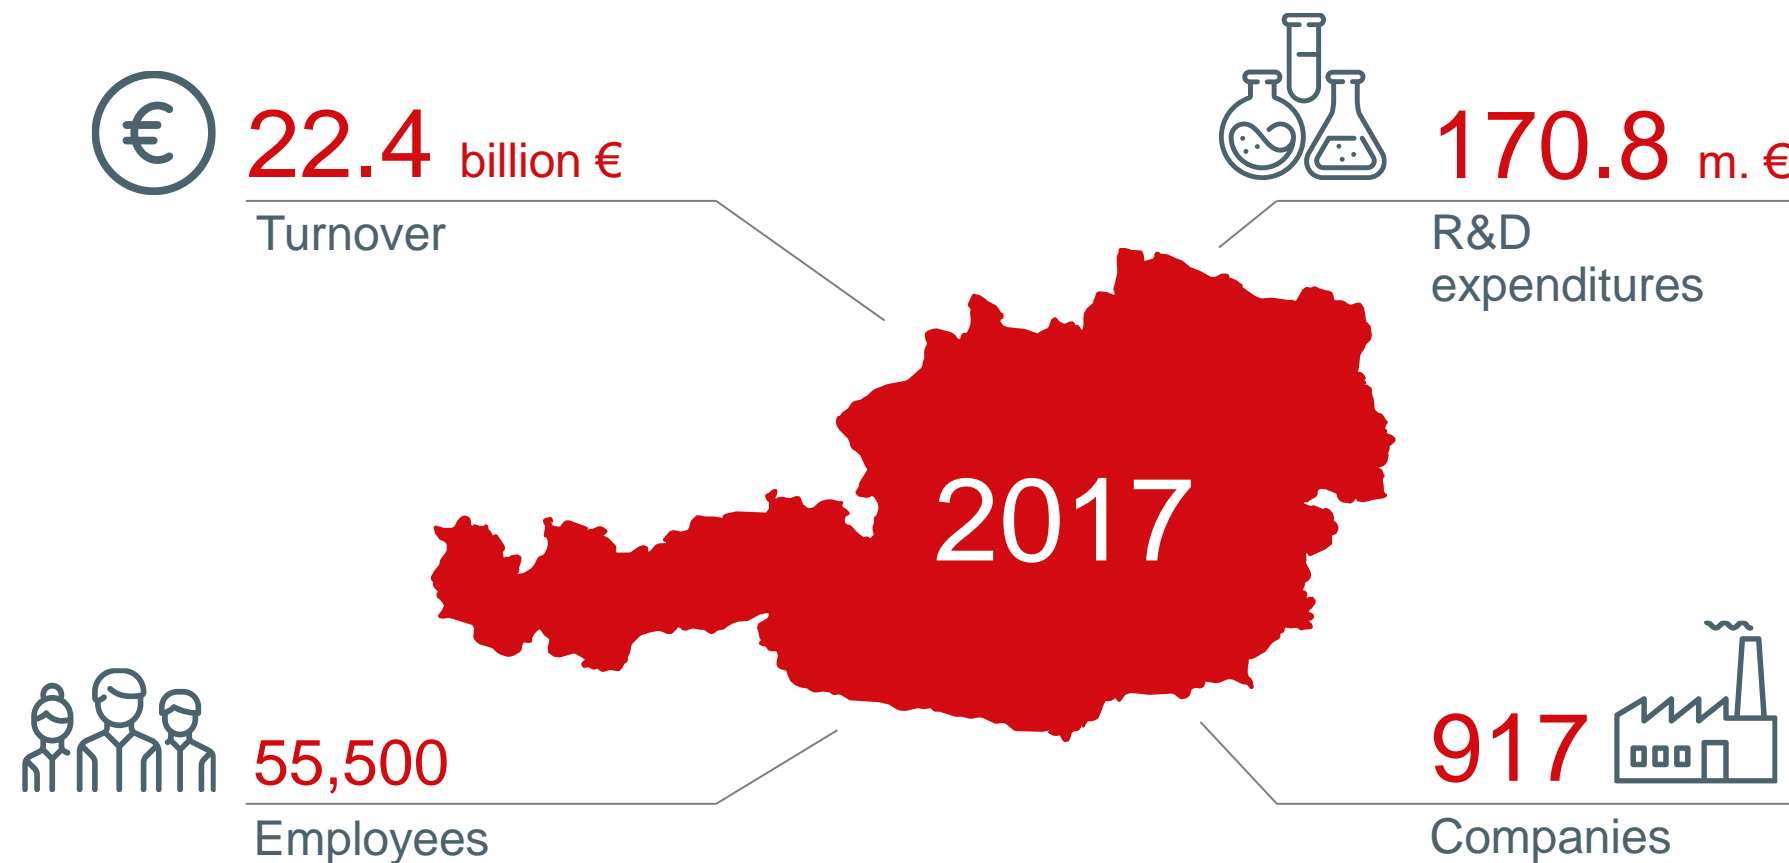 22.4 billion €
Turnover
170.8 m. €
R&D
expenditures
2017
55,500
Employees
917
Companies